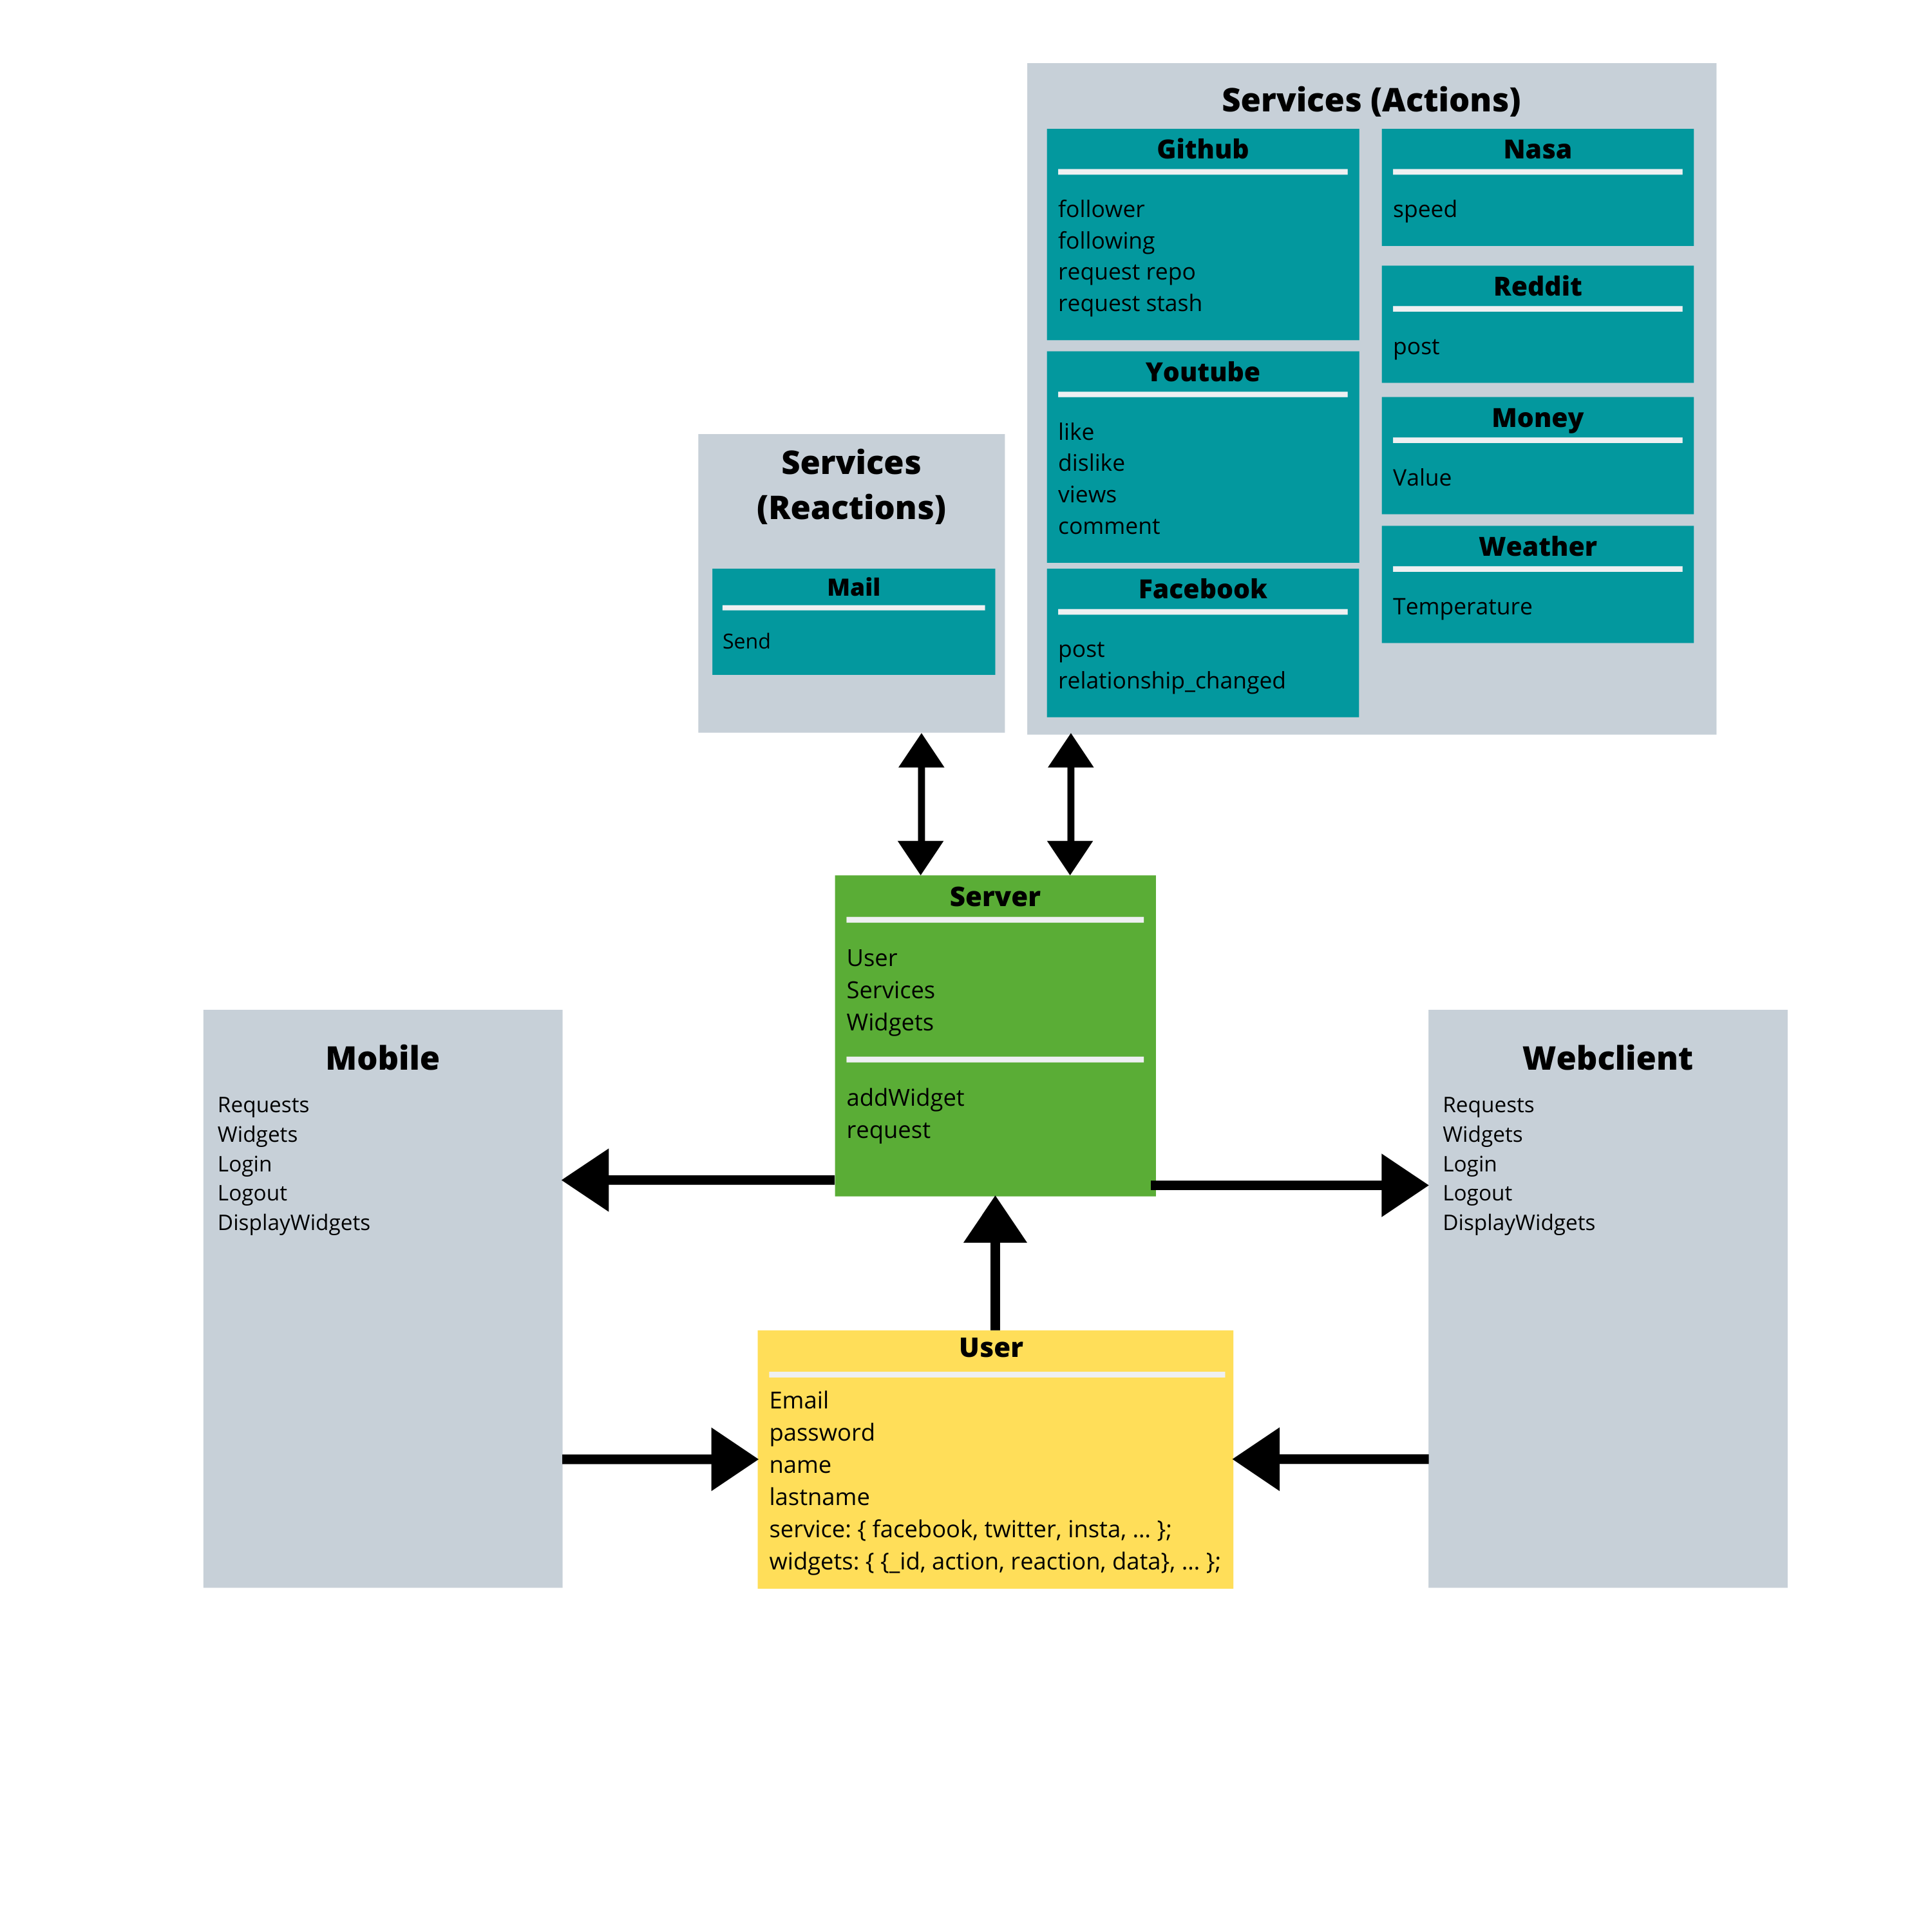 Services (Actions)
Github
follower
following
request repo
request stash
Nasa
speed
Reddit
post
Youtube
like
dislike
views
comment
Money
Value
Weather
Temperature
Facebook
post
relationship_changed
Services
(Reactions)
Mail
Send
Server
User
Services
Widgets
addWidget
request
Mobile
Requests
Widgets
Login
Logout
DisplayWidgets
Webclient
Requests
Widgets
Login
Logout
DisplayWidgets
User
Email
password
name
lastname
service: { facebook, twitter, insta, ... };
widgets: { {_id, action, reaction, data}, ... };